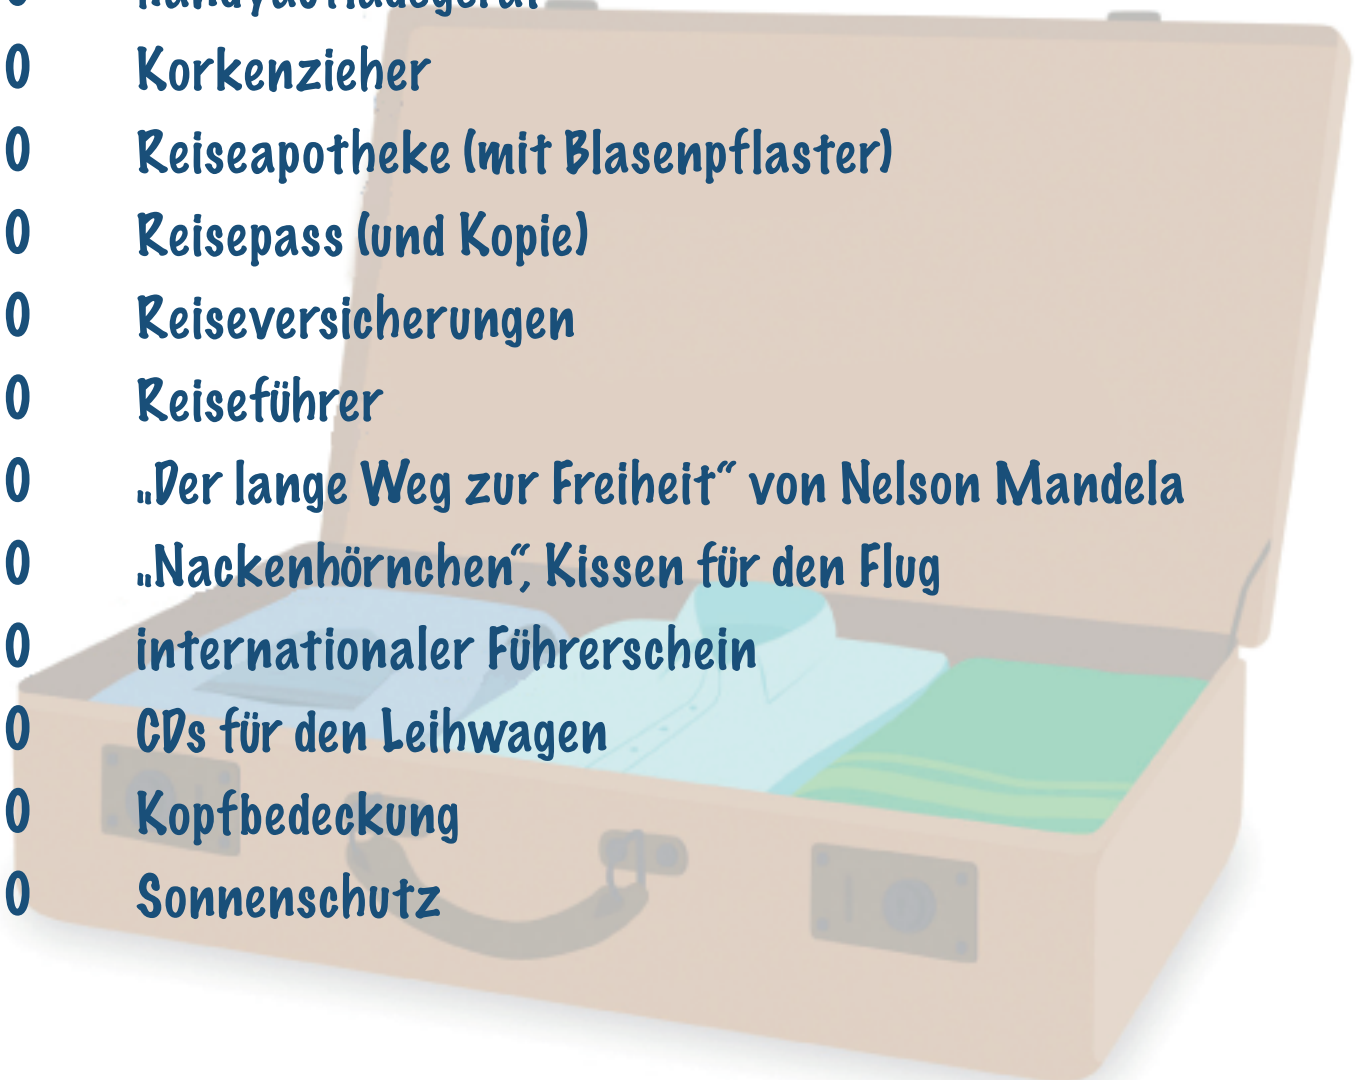 0 Korkenzieher
0 Reiseapotheke (mit Blasenpflaster)
0 Reisepass (und Kopie)
0 Reiseversicherungen
0 Reiseführer
0 „Der lange Weg zur Freiheit“ von Nelson Mandela
0 „Nackenhörnchen“, Kissen für den Flug
0 internationaler Führerschein
0 CDs für den Leihwagen
0 Kopfbedeckung
0 Sonnenschutz